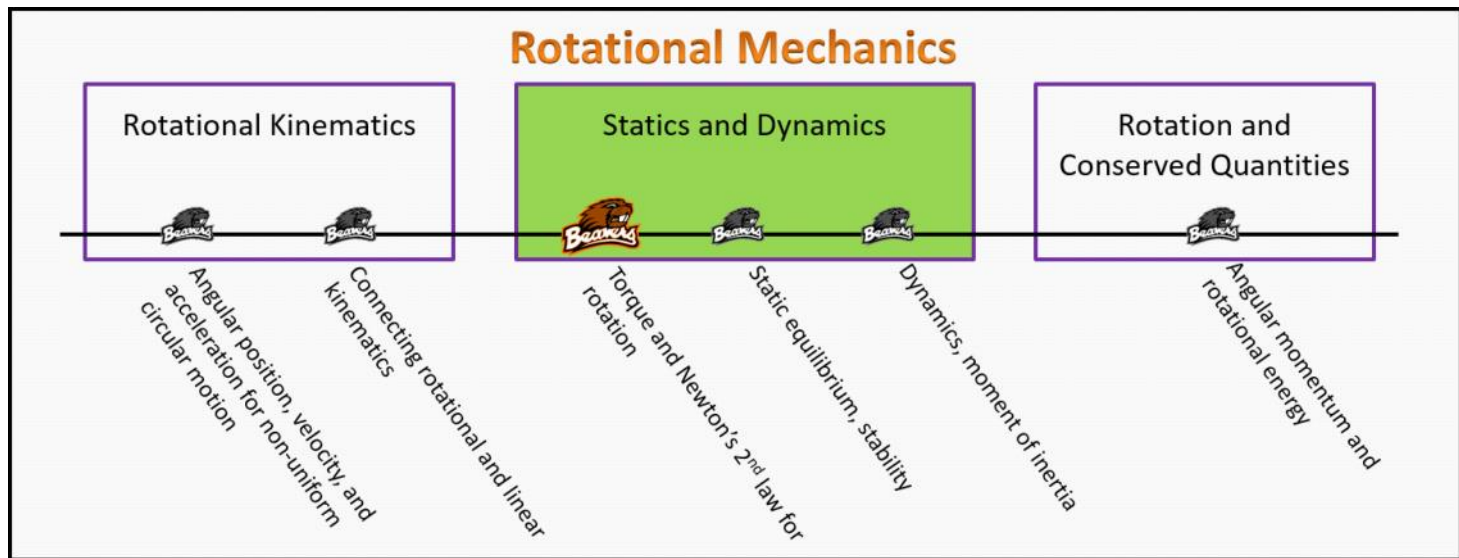 Rotational Mechanics
Rotational Kinematics
Statics and Dynamics
Rotation and
Conserved Quantities
Beavers
Beavers
Beavers
Beavers
Beavers
Beavers
Angular position, velocity, and
acceleration for non-uniform
circular motion
Connecting rotational and linear
kinematics
Torque and Newton's 2nd law for
rotation
Static equilibrium, stability
Dynamics, moment of inertia
Angular momentum and
rotational energy